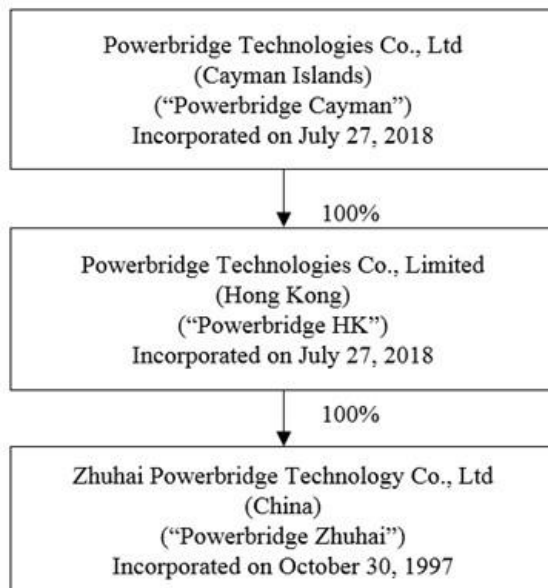 Powerbridge Technologies Co., Ltd
(Cayman Islands)
(“Powerbridge Cayman”)
Incorporated on July 27, 2018
100%
Powerbridge Technologies Co., Limited
(Hong Kong)
(“Powerbridge HK”)
Incorporated on July 27, 2018
100%
Zhuhai Powerbridge Technology Co., Ltd
(China)
(“Powerbridge Zhuhai”)
Incorporated on October 30, 1997